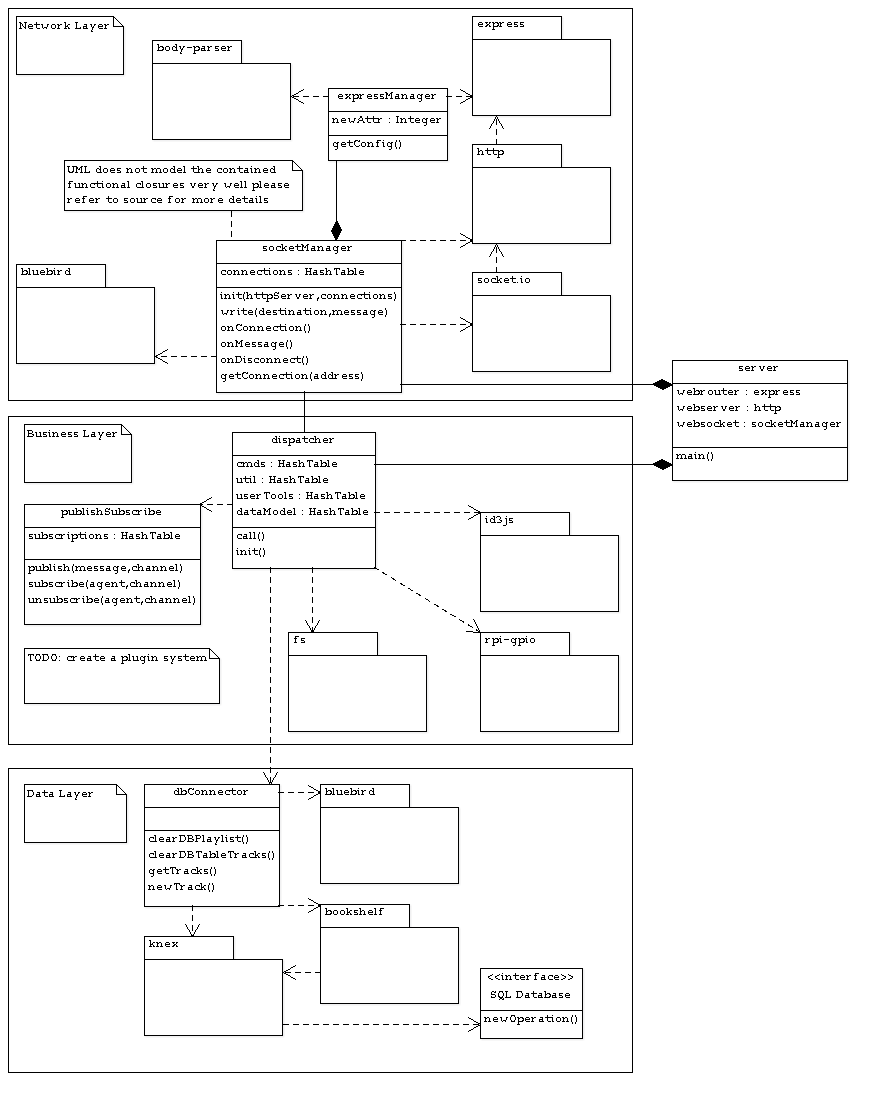 Network Layer
body-parser
express
expressManager
newAttr : Integer
getConfig()
http
UML does not model the contained
functional closures very well please
refer to source for more details
socketManager
connections : HashTable
init(httpServer,connections)
write(destination,message)
onConnection()
onMessage()
onDisconnect()
getConnection(address)
bluebird
socket.io
server
webrouter : express
webserver : http
websocket : socketManager
main()
Business Layer
dispatcher
cmds : HashTable
util : HashTable
userTools : HashTable
dataModel : HashTable
call()
init()
publishSubscribe
subscriptions : HashTable
publish(message,channel)
subscribe(agent,channel)
unsubscribe(agent,channel)
id3js
fs
rpi-gpio
TODO: create a plugin system
Data Layer
dbConnector
clearDBPlaylist()
clearDBTableTracks()
getTracks()
newTrack()
bluebird
bookshelf
knex
<<interface>>
SQL Database
newOperation()